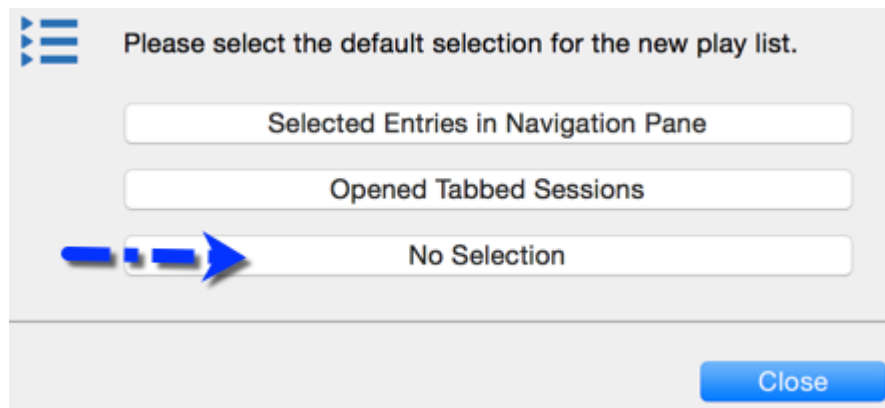 Please select the default selection for the new play list.
Selected Entries in Navigation Pane
Opened Tabbed Sessions
No Selection
Close